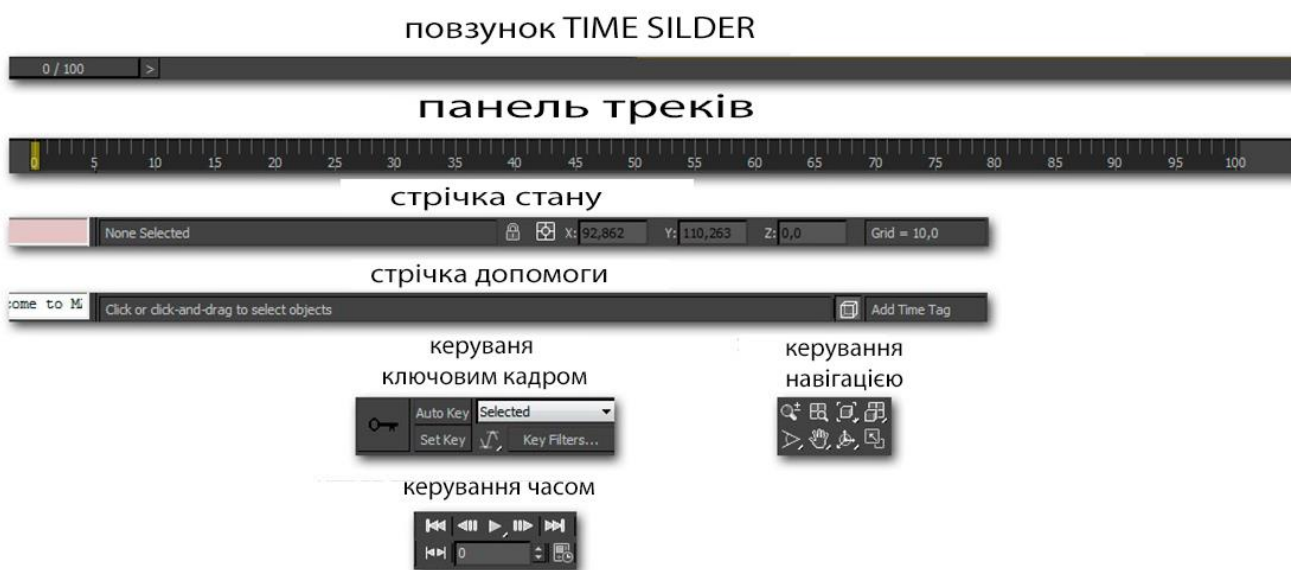 повзунок TIME SILDER
0 / 100 >
панель треків
0 5 10 15 20 25 30 35 40 45 50 55 60 65 70 75 80 85 90 95 100
стрічка стану
None Selected X: 92,862 Y: 110,263 Z: 0,0 Grid = 10,0
стрічка допомоги
come to Mi Click or click-and-drag to select objects Add Time Tag
керуваня
ключовим кадром
Auto Key Selected
Set Key Key Filters...
керування
навігацією
керування часом
0